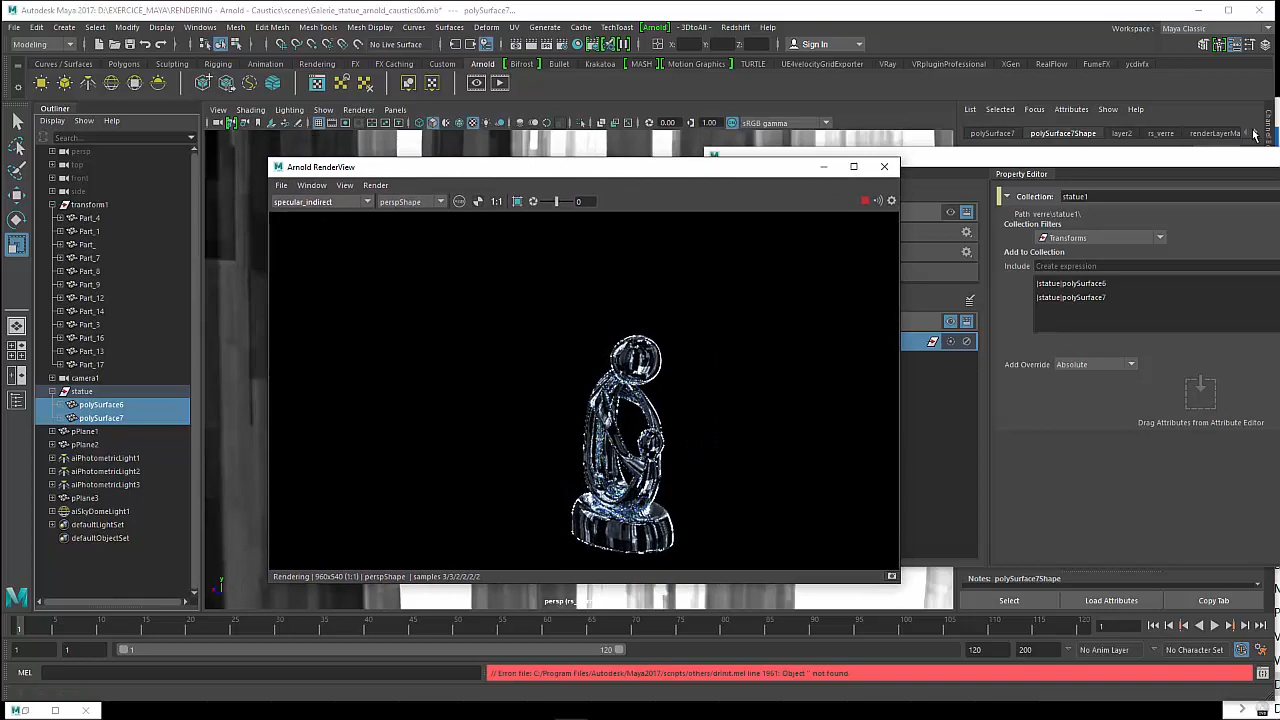 Autodesk Maya 2017: D:\EXERCICE_MAYA\RENDERING - Arnold - Caustics\scenes\Galerie_statue_arnold_caustics06.mb* --- polySurface7...
File Edit Create Select Modify Display Windows Mesh Edit Mesh Mesh Tools Mesh Display Curves Surfaces Deform UV Generate Cache TechToast [Arnold] -3DtoAll- Redshift Help
Workspace : Maya Classic
Modeling No Live Surface Sign In
Curves / Surfaces Polygons Sculpting Rigging Animation Rendering FX FX Caching Custom Arnold Bifrost Bullet Krakatoa MASH Motion Graphics TURTLE UE4velocityGridExporter VRay VRpluginProfessional XGen RealFlow FumeFX ycdhfx
Outliner
Display Show Help
Search...
persp
top
front
side
transform1
Part_4
Part_1
Part_
Part_7
Part_8
Part_9
Part_12
Part_14
Part_3
Part_16
Part_13
Part_17
camera1
statue
polySurface6
polySurface7
pPlane1
pPlane2
aiPhotometricLight1
aiPhotometricLight2
aiPhotometricLight3
pPlane3
aiSkyDomeLight1
defaultLightSet
defaultObjectSet
View Shading Lighting Show Renderer Panels
0.00 1.00 sRGB gamma
Arnold RenderView
File Window View Render
specular_indirect perspShape 1:1 0
Rendering | 960x540 (1:1) | perspShape | samples 3/3/2/2/2/2
persp (rs_
List Selected Focus Attributes Show Help
polySurface7 polySurface7Shape layer2 rs_verre renderLayerMa
Property Editor
Collection: statue1
Path verre\statue1\
Collection Filters
Transforms
Add to Collection
Include Create expression
|statue|polySurface6
|statue|polySurface7
Add Override Absolute
Drag Attributes from Attribute Editor
Notes: polySurface7Shape
Select Load Attributes Copy Tab
1 5 10 15 20 25 30 35 40 45 50 55 60 65 70 75 80 85 90 95 100 105 110 115 120 1
1 1 1 120 120 200 No Anim Layer No Character Set
MEL // Error: file: C:/Program Files/Autodesk/Maya2017/scripts/others/drInit.mel line 1961: Object '' not found.